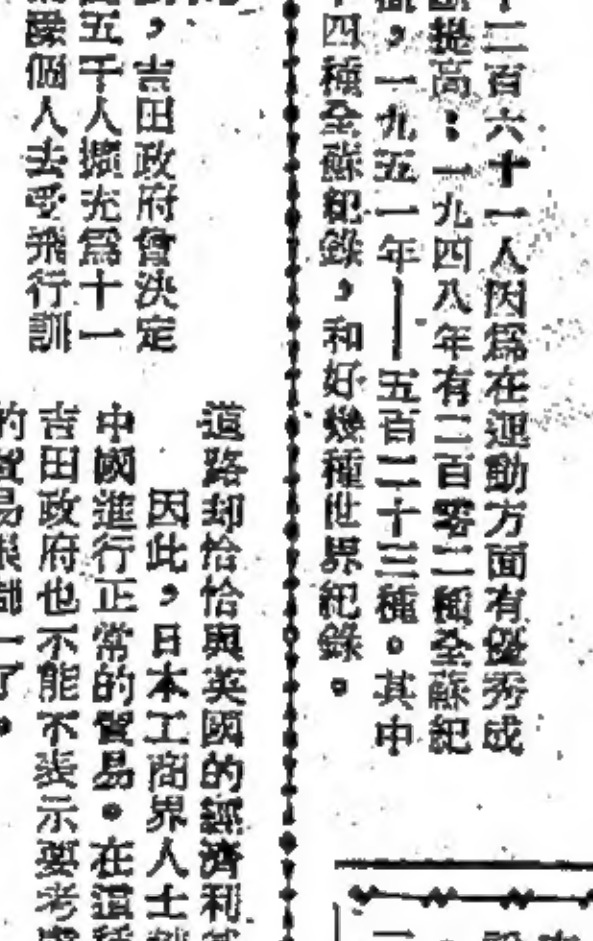 二百六十一人因爲在運動方面有優秀成
提高：一九四八年有二百零二種全蘇紀
，一九五一年——五百二十三種。其中
四種全蘇紀錄，和好幾種世界紀錄。
，吉田政府曾決定
五千人擴充爲十一
個人去受飛行訓
道路却恰恰與英國的經濟利
因此，日本工商界人士
中國進行正常的貿易。在這種
吉田政府也不能不表示要考
的貿易限制一了。